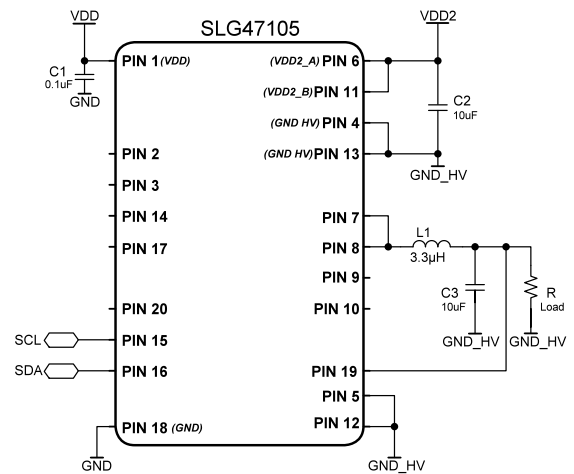 VDD
VDD2
SLG47105
PIN 1 (VDD)
(VDD2_A) PIN 6
C1
0.1uF
GND
(VDD2_B) PIN 11
C2
10uF
(GND HV) PIN 4
PIN 2
(GND HV) PIN 13
GND_HV
PIN 3
PIN 14
PIN 7
L1
PIN 17
PIN 8
3.3µH
PIN 9
C3
10uF
R
Load
PIN 20
PIN 10
SCL
PIN 15
GND_HV
GND_HV
SDA
PIN 16
PIN 19
PIN 5
PIN 18 (GND)
PIN 12
GND
GND_HV